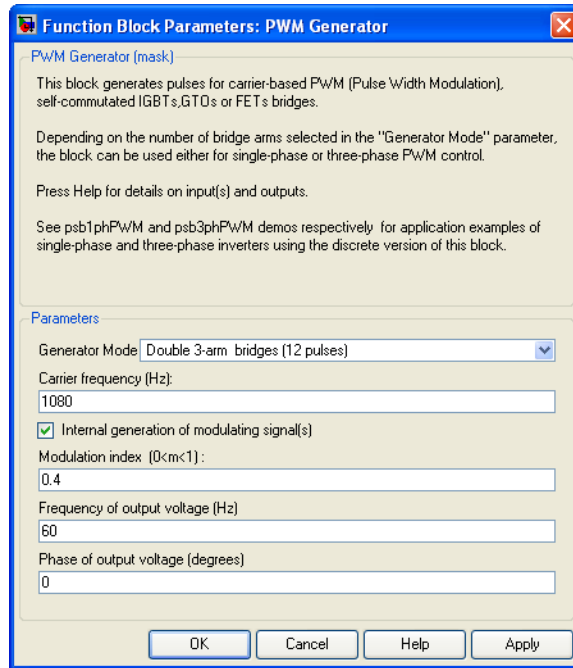 Function Block Parameters: PWM Generator
PWM Generator (mask)
This block generates pulses for carrier-based PWM (Pulse Width Modulation),
self-commutated IGBTs,GTOs or FETs bridges.
Depending on the number of bridge arms selected in the "Generator Mode" parameter,
the block can be used either for single-phase or three-phase PWM control.
Press Help for details on input(s) and outputs.
See psb1phPWM and psb3phPWM demos respectively for application examples of
single-phase and three-phase inverters using the discrete version of this block.
Parameters
Generator Mode Double 3-arm bridges (12 pulses)
Carrier frequency (Hz):
1080
Internal generation of modulating signal(s)
Modulation index (0<m<1) :
0.4
Frequency of output voltage (Hz)
60
Phase of output voltage (degrees)
0
OK Cancel Help Apply